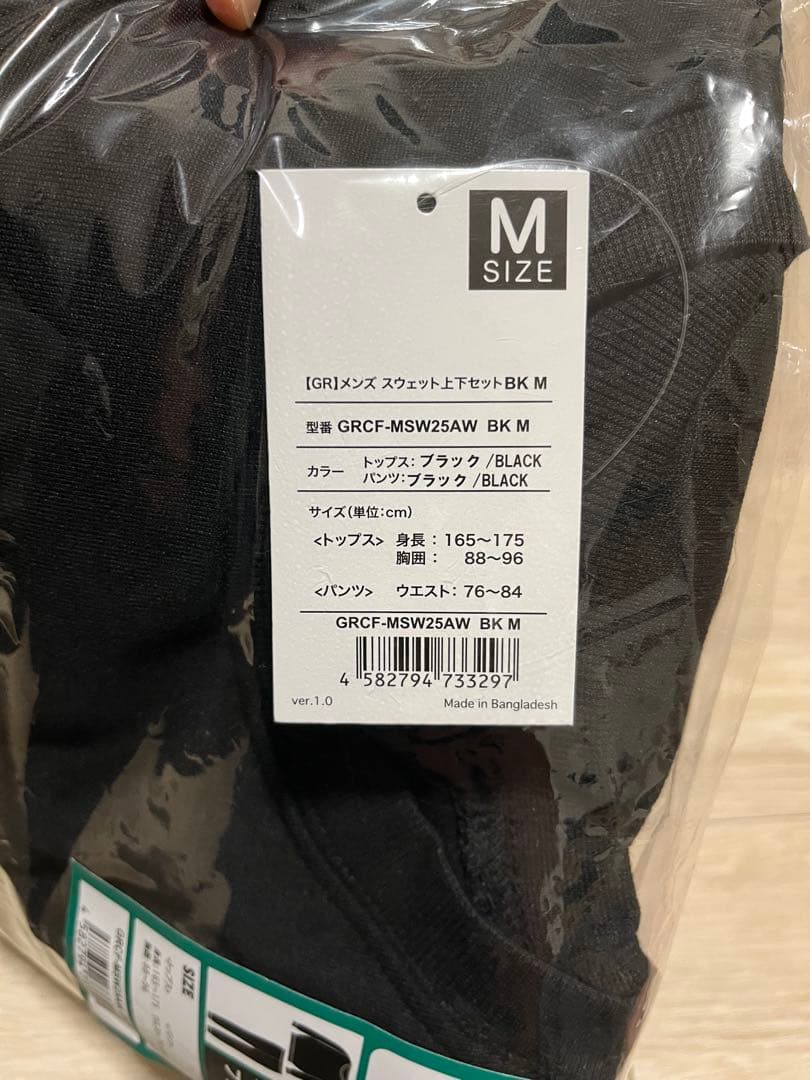 M
SIZE
【GR】メンズ スウェット上下セット BK M
型番 GRCF-MSW25AW BK M
カラー トップス：ブラック /BLACK
パンツ：ブラック /BLACK
サイズ(単位：cm)
<トップス> 身長： 165～175
胸囲： 88～96
<パンツ> ウエスト：76～84
GRCF-MSW25AW BK M
4 582794 733297
ver.1.0 Made in Bangladesh
SIZE